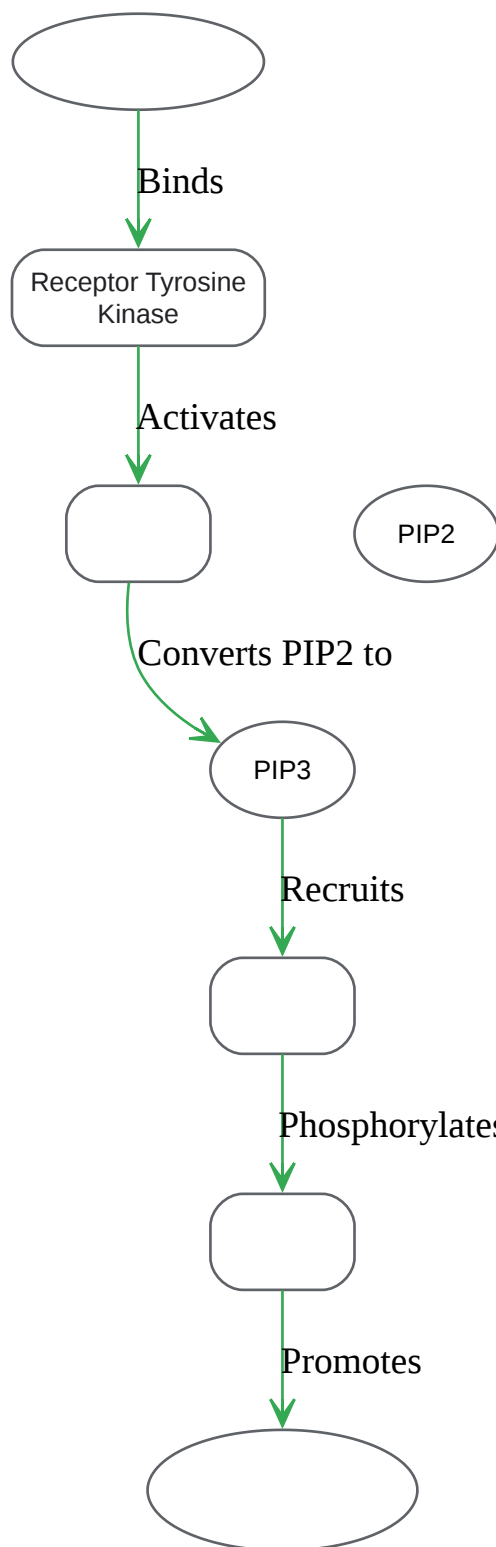 Binds
Receptor Tyrosine
Kinase
Activates
PIP2
Converts PIP2 to
PIP3
Recruits
Phosphorylates
Promotes